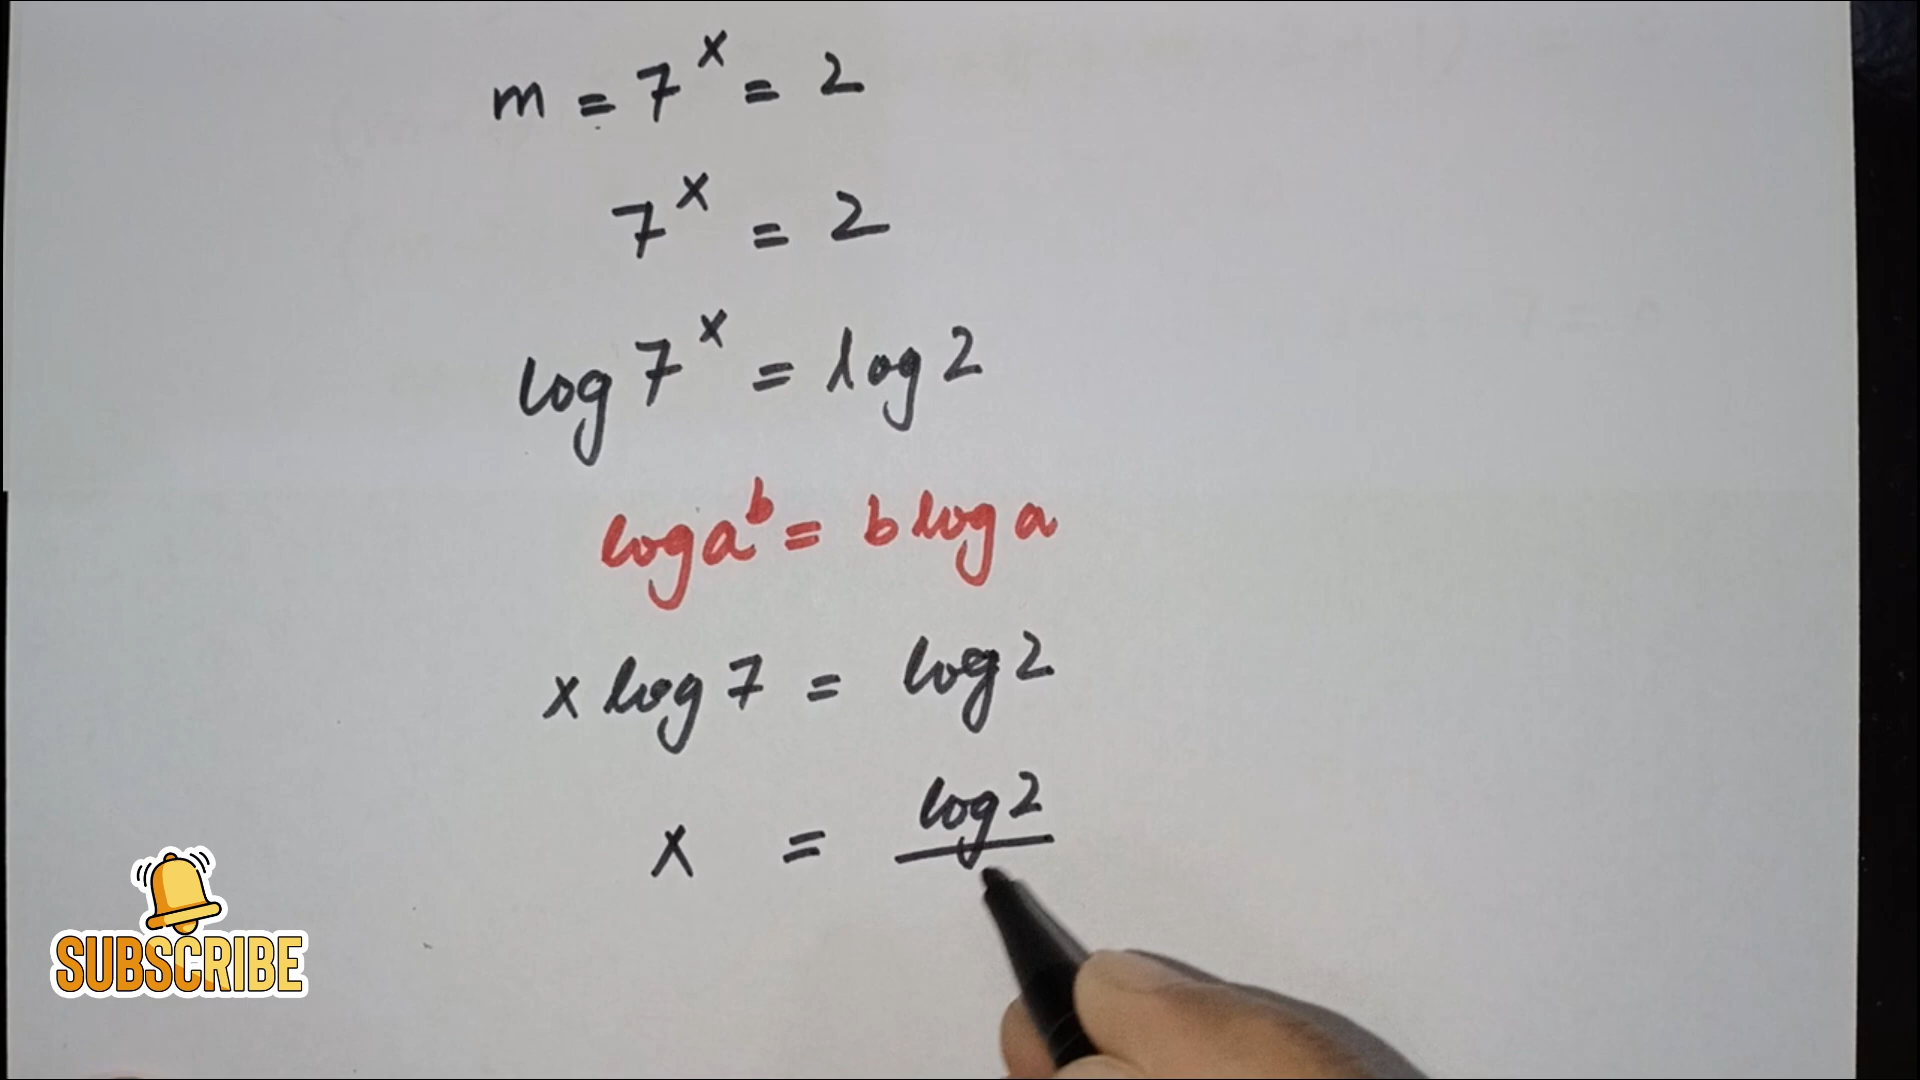 m = 7^x = 2
7^x = 2
log 7^x = log 2
log a^b = b log a
x log 7 = log 2
x = log 2 /
SUBSCRIBE